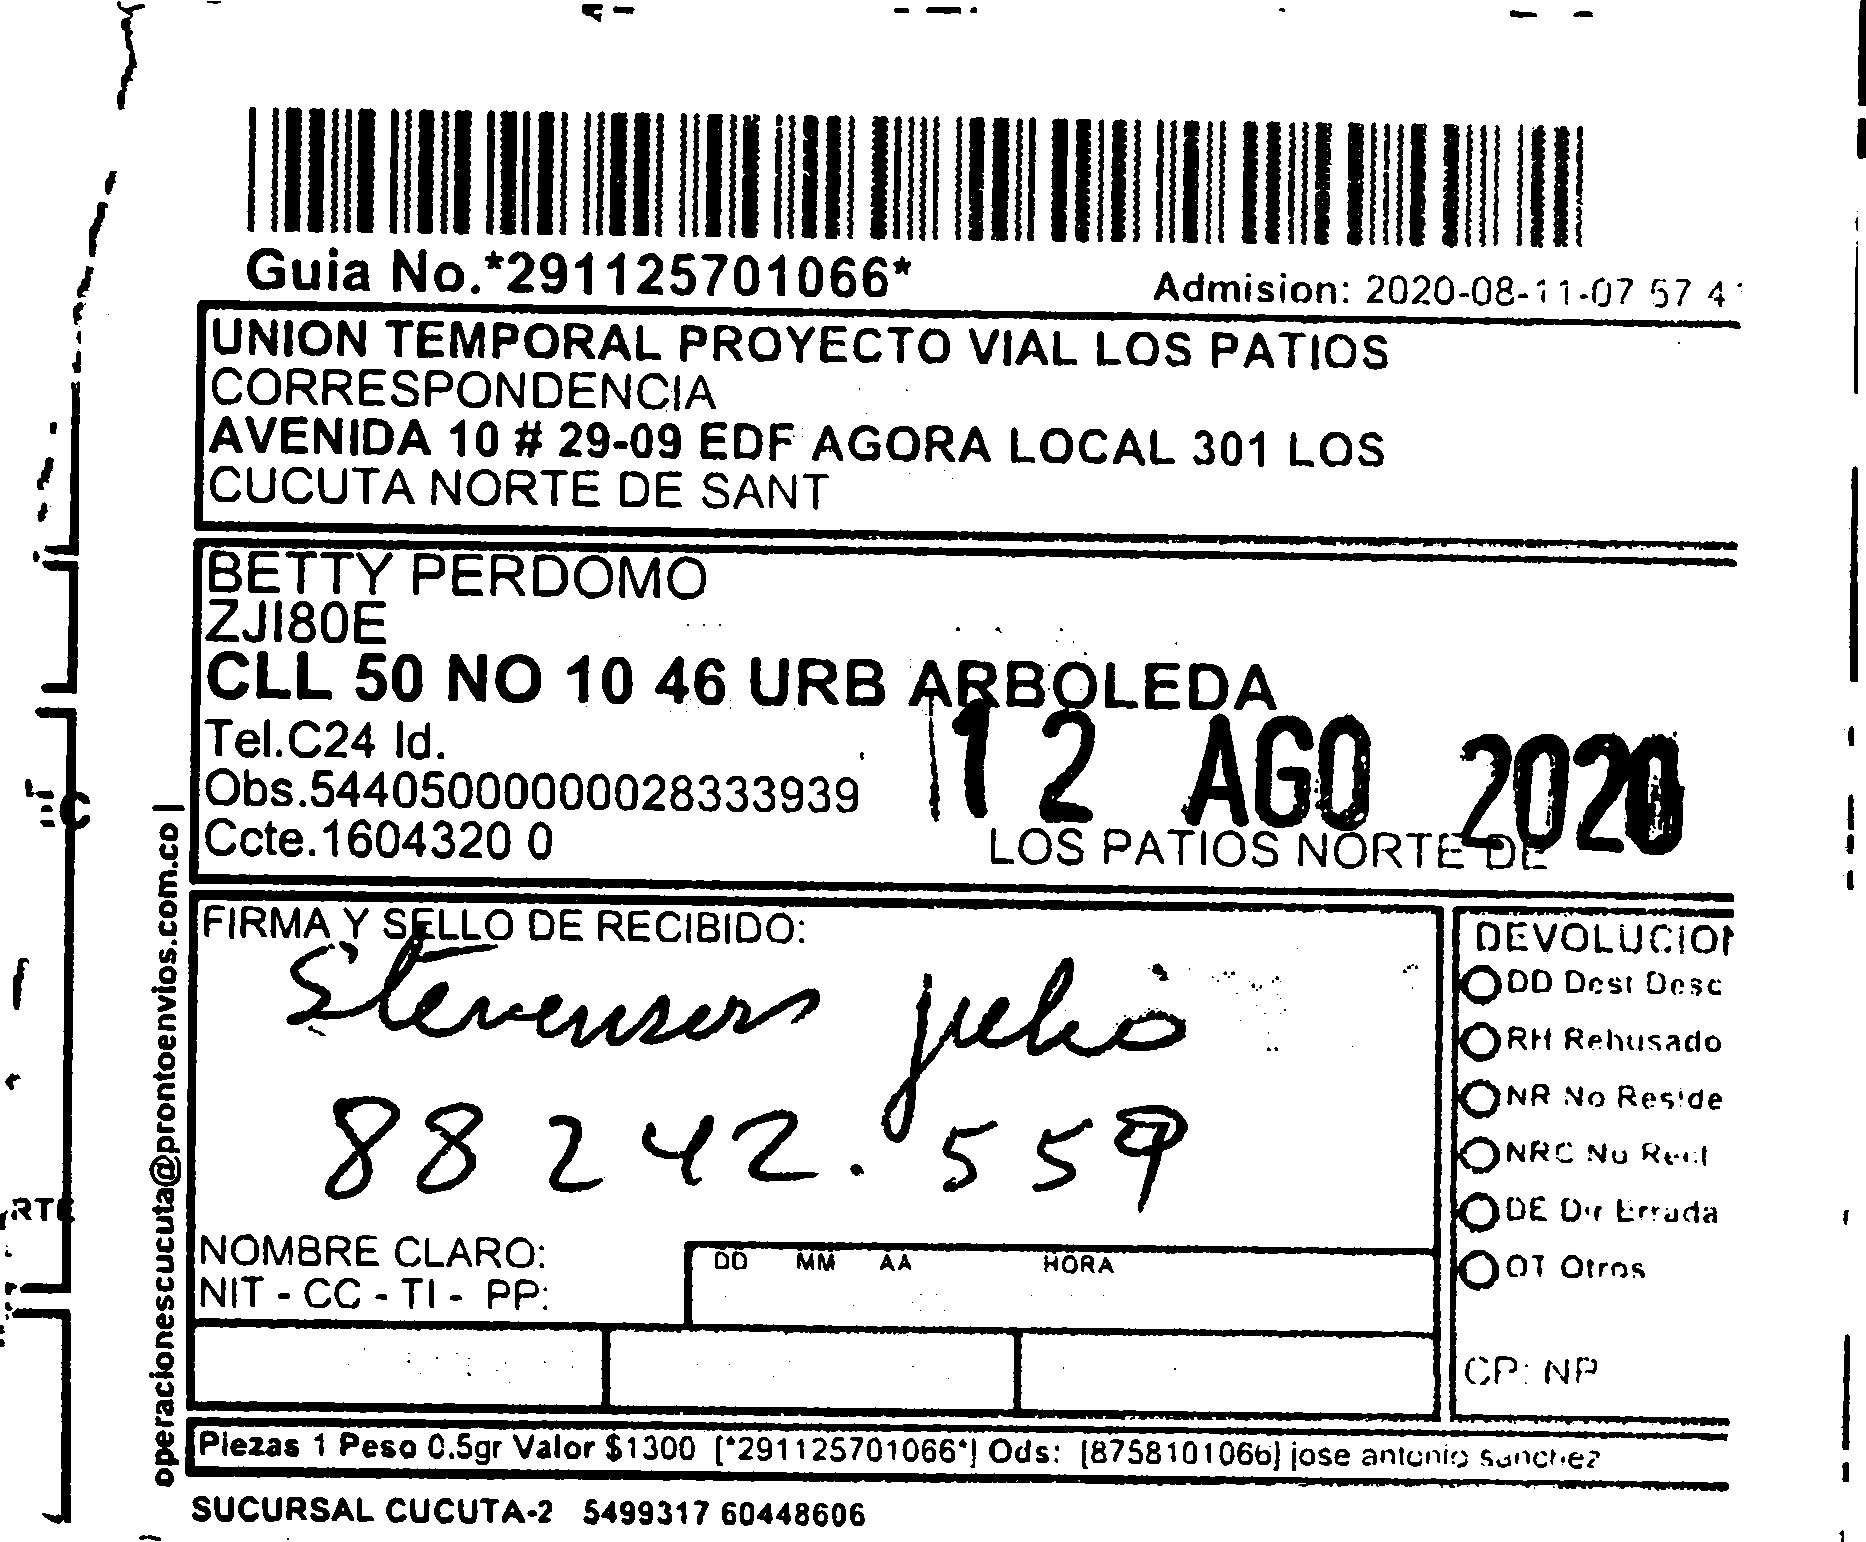 Guia No.*291125701066*
Admision: 2020-08-11-07 57 4
UNION TEMPORAL PROYECTO VIAL LOS PATIOS
CORRESPONDENCIA
AVENIDA 10 # 29-09 EDF AGORA LOCAL 301 LOS
CUCUTA NORTE DE SANT
BETTY PERDOMO
ZJI80E
CLL 50 NO 10 46 URB ARBOLEDA
Tel.C24 Id.
12 AGO 2020
Obs.544050000000028333939
Ccte.1604320 0
LOS PATIOS NORTE DE
operacionescucuta@prontoenvios.com.co |
FIRMA Y SELLO DE RECIBIDO:
julio
88242.559
NOMBRE CLARO:
NIT - CC - TI - PP:
DD MM AA HORA
DEVOLUCION
DD Dest Desc
RH Rehusado
NR No Reside
NRC No Recl
DE Dir Errada
OT Otros
CP: NP
Piezas 1 Peso 0.5gr Valor $1300 [*291125701066*] Ods: [8758101066] jose antonio sanchez
SUCURSAL CUCUTA-2 5499317 60448606
RTE